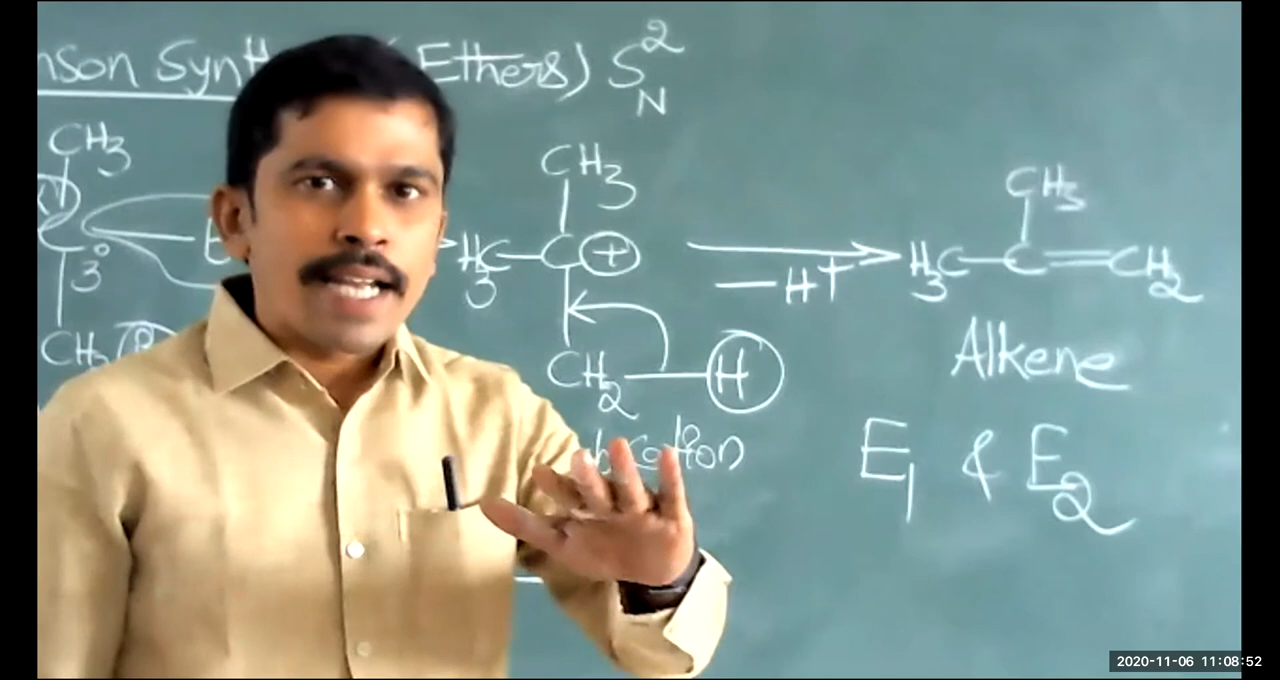 nson Synth (Ethers) S N 2
CH3 CH3 CH3
C 3° H3C—C ⊕ —H+ H3C—C=CH2
CH3 CH2—H Alkene
E1 & E2
2020-11-06 11:08:52